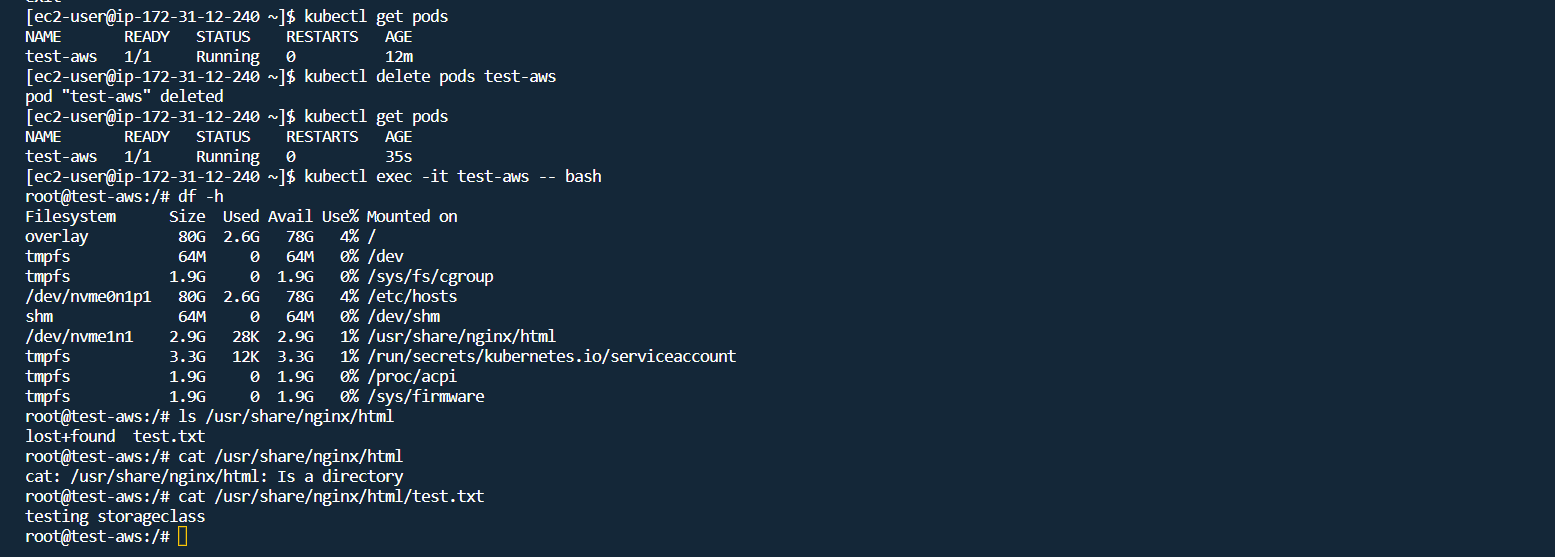 [ec2-user@ip-172-31-12-240 ~]$ kubectl get pods
NAME       READY   STATUS    RESTARTS   AGE
test-aws   1/1     Running   0          12m
[ec2-user@ip-172-31-12-240 ~]$ kubectl delete pods test-aws
pod "test-aws" deleted
[ec2-user@ip-172-31-12-240 ~]$ kubectl get pods
NAME       READY   STATUS    RESTARTS   AGE
test-aws   1/1     Running   0          35s
[ec2-user@ip-172-31-12-240 ~]$ kubectl exec -it test-aws -- bash
root@test-aws:/# df -h
Filesystem      Size  Used Avail Use% Mounted on
overlay          80G  2.6G   78G   4% /
tmpfs            64M     0   64M   0% /dev
tmpfs           1.9G     0  1.9G   0% /sys/fs/cgroup
/dev/nvme0n1p1   80G  2.6G   78G   4% /etc/hosts
shm              64M     0   64M   0% /dev/shm
/dev/nvme1n1    2.9G   28K  2.9G   1% /usr/share/nginx/html
tmpfs           3.3G   12K  3.3G   1% /run/secrets/kubernetes.io/serviceaccount
tmpfs           1.9G     0  1.9G   0% /proc/acpi
tmpfs           1.9G     0  1.9G   0% /sys/firmware
root@test-aws:/# ls /usr/share/nginx/html
lost+found  test.txt
root@test-aws:/# cat /usr/share/nginx/html
cat: /usr/share/nginx/html: Is a directory
root@test-aws:/# cat /usr/share/nginx/html/test.txt
testing storageclass
root@test-aws:/#